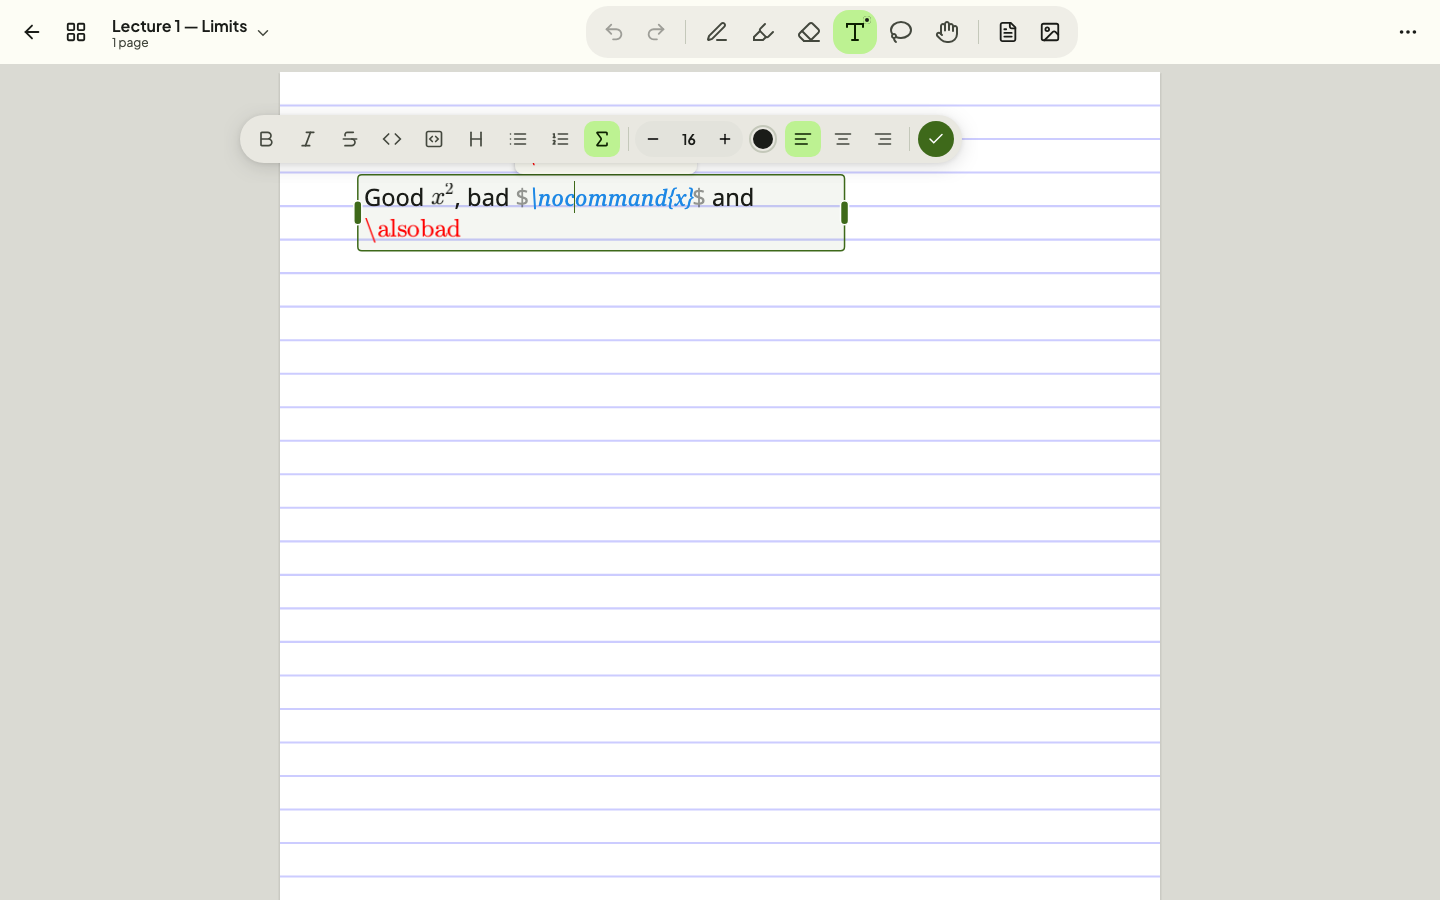 Lecture 1 — Limits
1 page
16
Good x², bad $\nocommand{x}$ and
\alsobad